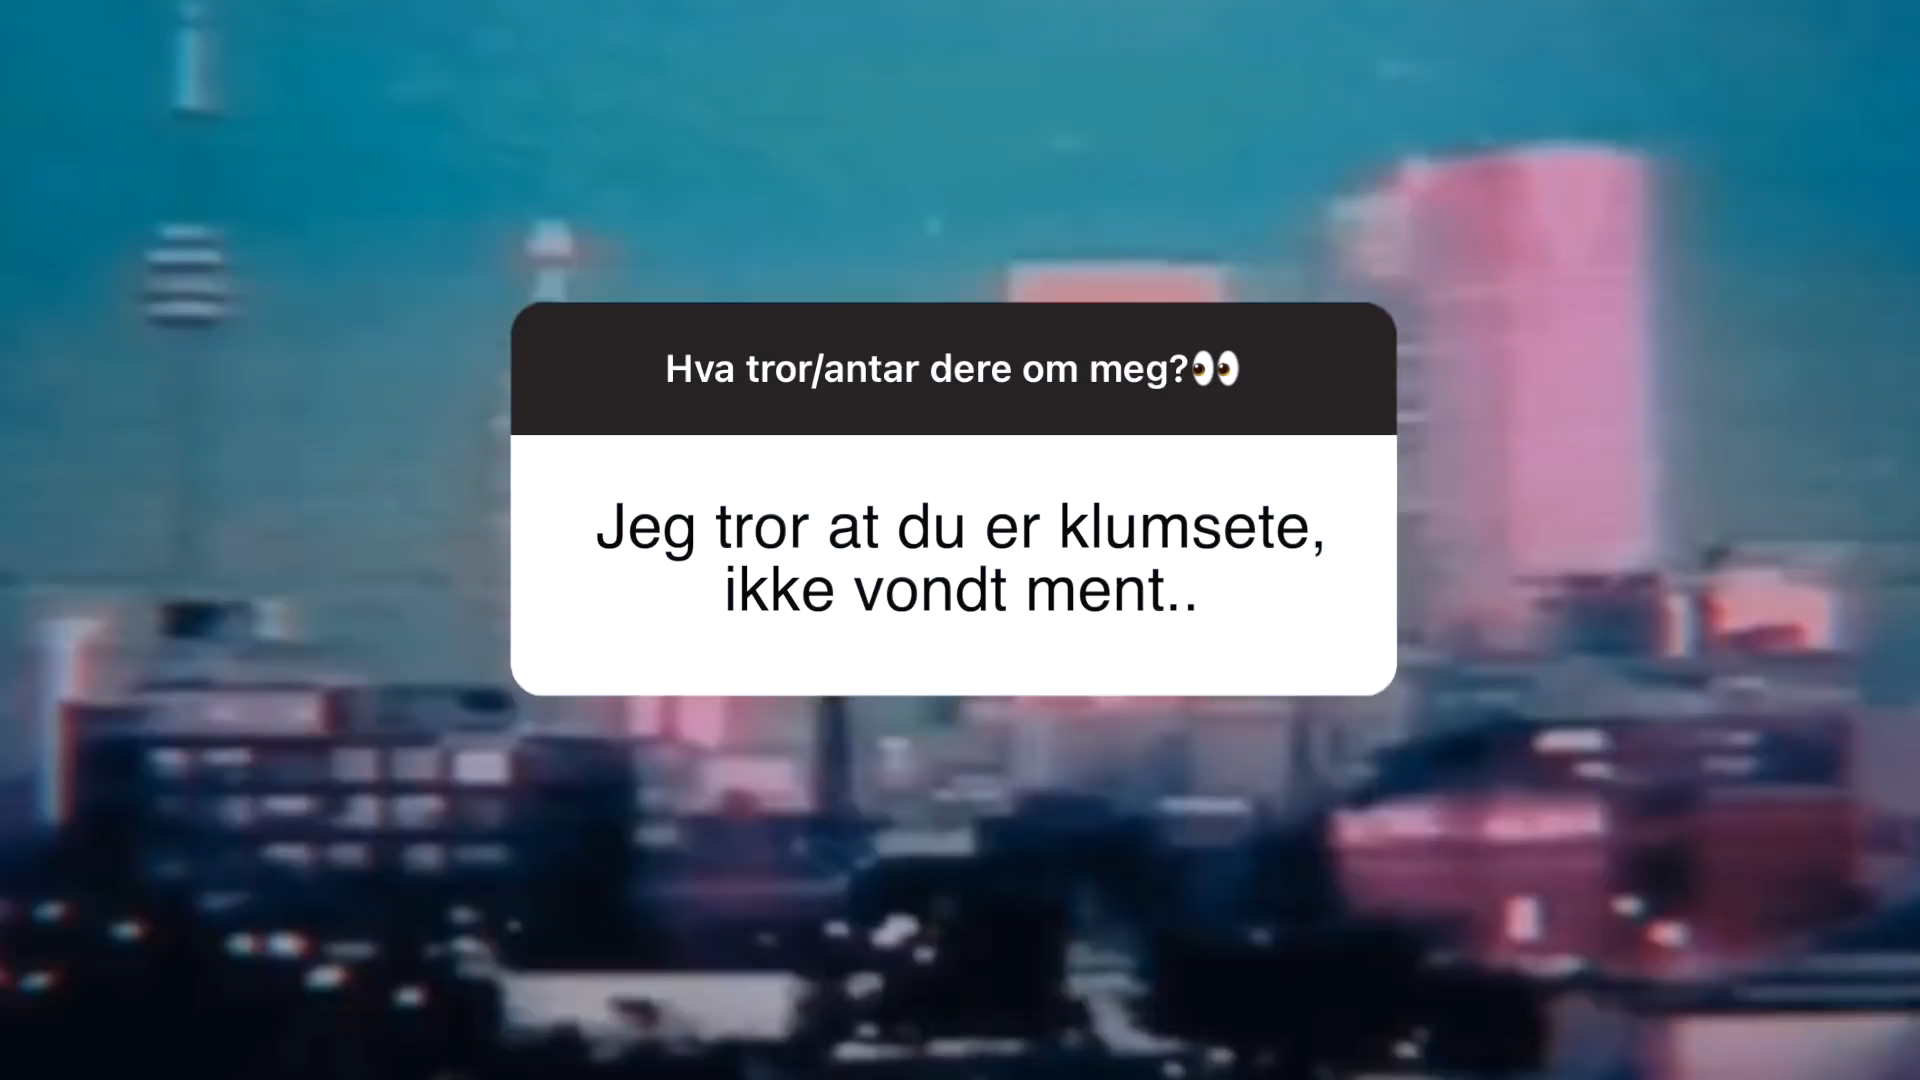 Hva tror/antar dere om meg?👀
Jeg tror at du er klumsete,
ikke vondt ment..